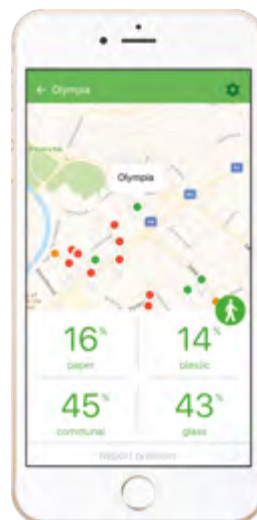 ← Olympia
Olympia
16% 14%
paper plastic
45% 43%
communal glass
Report problem